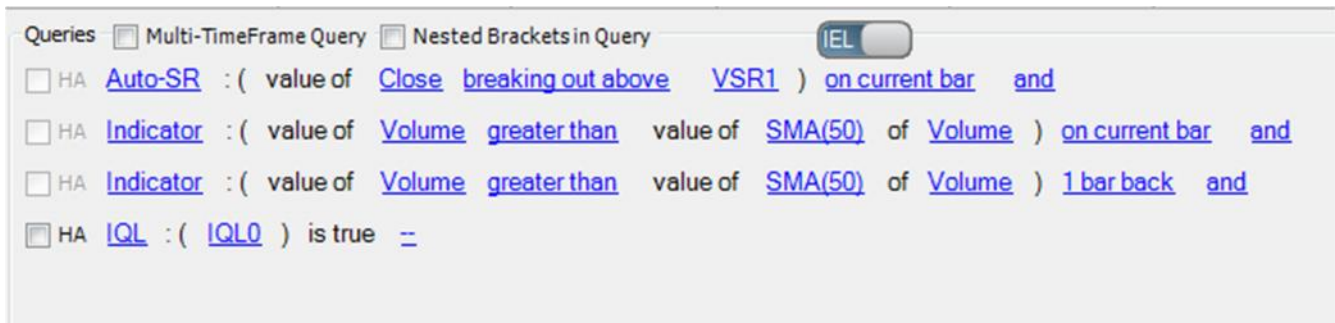 Queries Multi-TimeFrame Query Nested Brackets in Query IEL
HA Auto-SR : ( value of Close breaking out above VSR1 ) on current bar and
HA Indicator : ( value of Volume greater than value of SMA(50) of Volume ) on current bar and
HA Indicator : ( value of Volume greater than value of SMA(50) of Volume ) 1 bar back and
HA IQL : ( IQL0 ) is true --